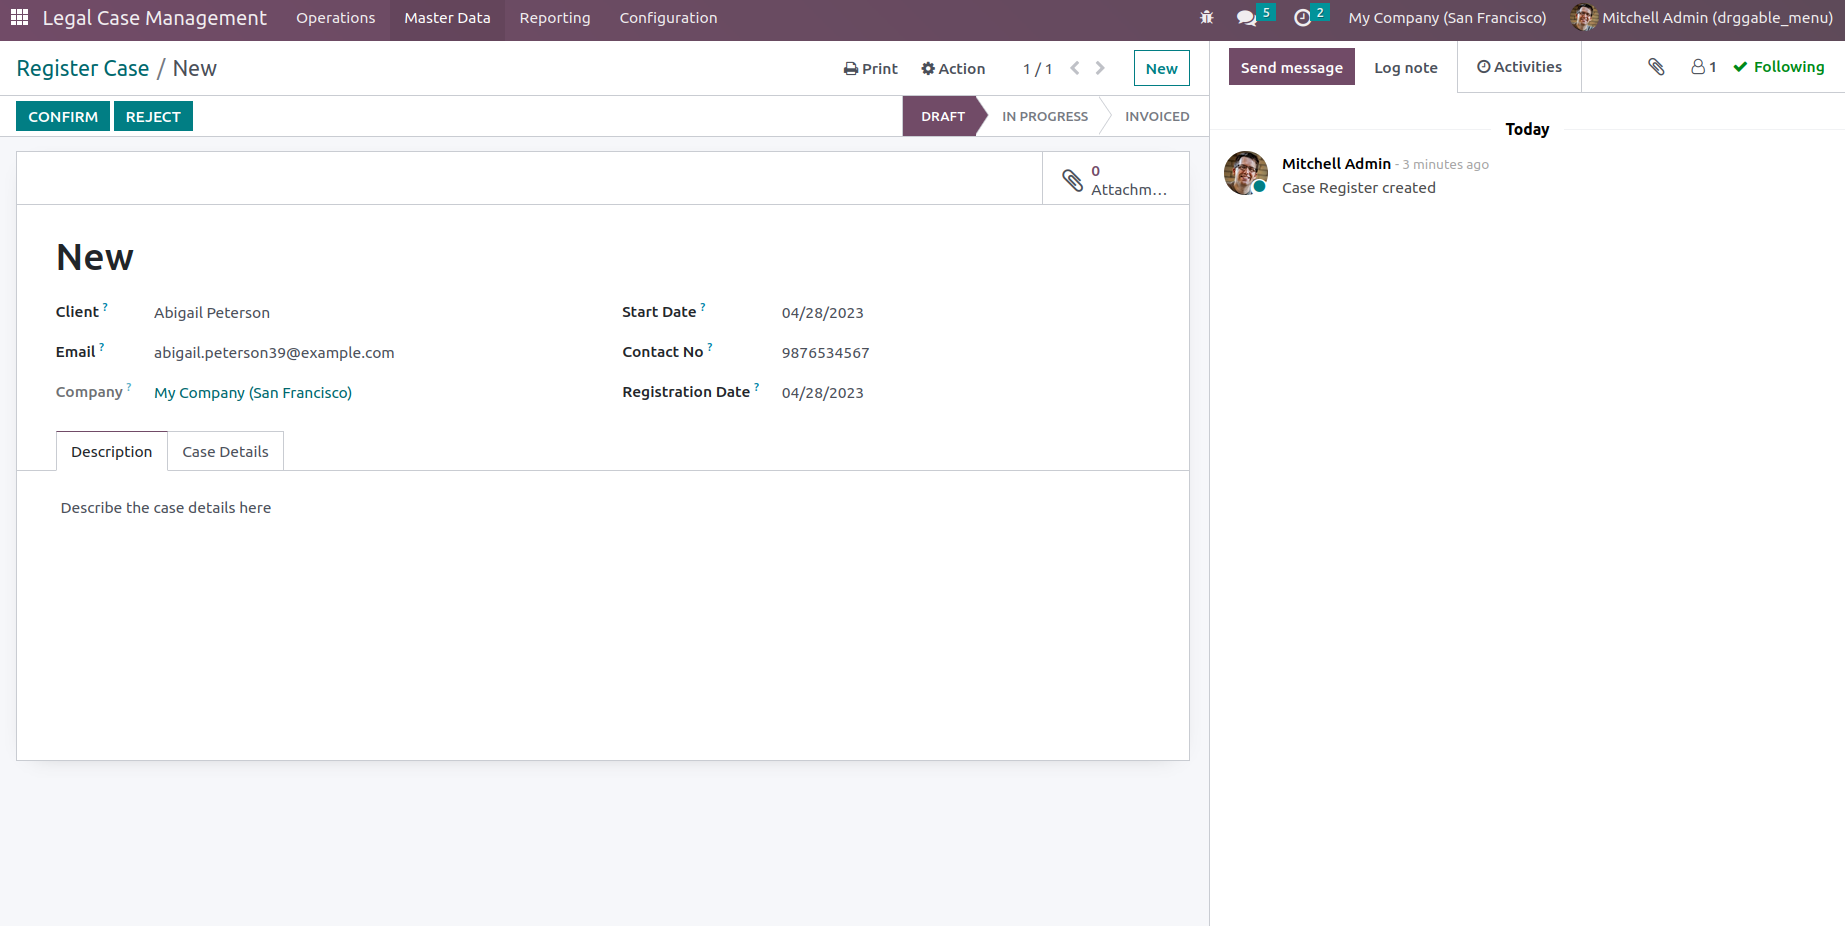 Legal Case Management Operations Master Data Reporting Configuration 5 2 My Company (San Francisco) Mitchell Admin (drggable_menu)
Register Case / New Print Action 1 / 1 New
CONFIRM REJECT DRAFT IN PROGRESS INVOICED
0
Attachm...
New
Client ? Abigail Peterson Start Date ? 04/28/2023
Email ? abigail.peterson39@example.com Contact No ? 9876534567
Company ? My Company (San Francisco) Registration Date ? 04/28/2023
Description Case Details
Describe the case details here
Send message Log note Activities 1 Following
Today
Mitchell Admin - 3 minutes ago
Case Register created